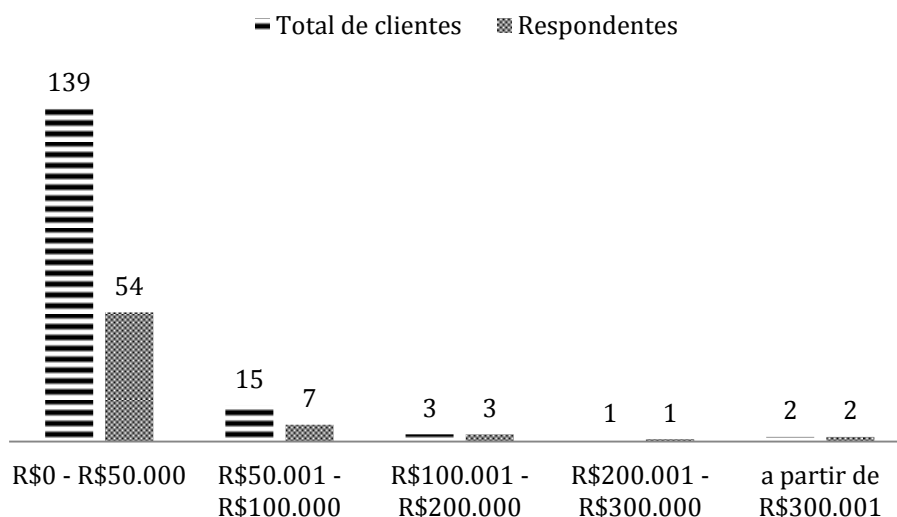 Total de clientes Respondentes
139
54
15
7
3 3
1 1
2 2
R$0 - R$50.000
R$50.001 -
R$100.000
R$100.001 -
R$200.000
R$200.001 -
R$300.000
a partir de
R$300.001